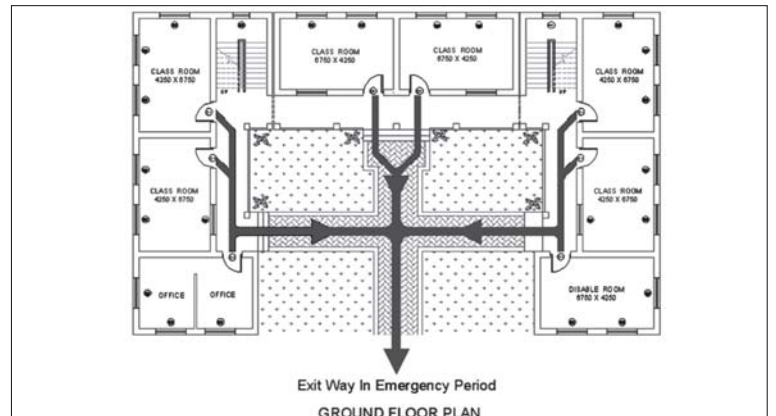 CLASS ROOM
4250 X 6750
UP
CLASS ROOM
6750 X 4250
CLASS ROOM
6750 X 4250
UP
CLASS ROOM
4250 X 6750
CLASS ROOM
4250 X 6750
CLASS ROOM
4250 X 6750
OFFICE
OFFICE
DISABLE ROOM
6750 X 4250
Exit Way In Emergency Period
GROUND FLOOR PLAN